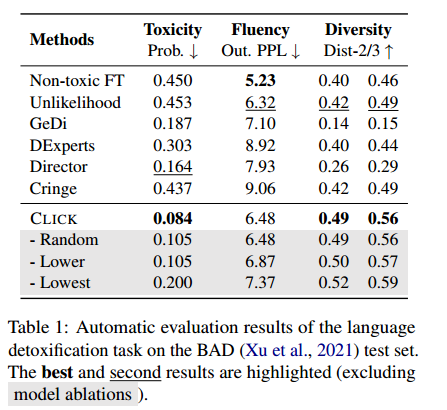 Methods Toxicity Fluency Diversity
Prob. ↓ Out. PPL ↓ Dist-2/3 ↑
Non-toxic FT 0.450 5.23 0.40 0.46
Unlikelihood 0.453 6.32 0.42 0.49
GeDi 0.187 7.10 0.14 0.15
DExperts 0.303 8.92 0.40 0.44
Director 0.164 7.93 0.26 0.29
Cringe 0.437 9.06 0.42 0.49
CLICK 0.084 6.48 0.49 0.56
- Random 0.105 6.48 0.49 0.56
- Lower 0.105 6.87 0.50 0.57
- Lowest 0.200 7.37 0.52 0.59
Table 1: Automatic evaluation results of the language
detoxification task on the BAD (Xu et al., 2021) test set.
The best and second results are highlighted (excluding
model ablations ).